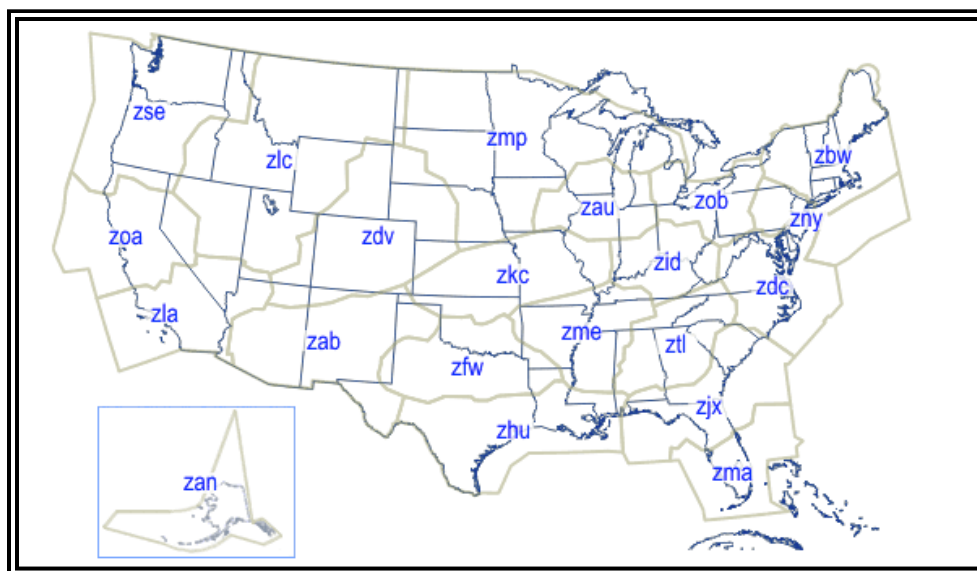 zse
zlc
zmp
zbw
zau
zob
zny
zoa
zdv
zkc
zid
zdc
zla
zab
zme
ztl
zfw
zjx
zhu
zma
zan